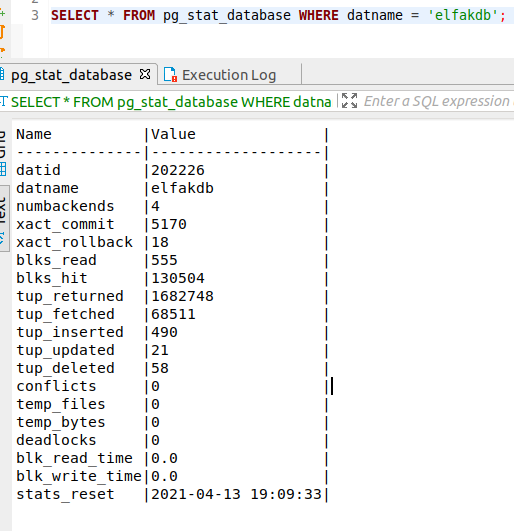 2
3 SELECT * FROM pg_stat_database WHERE datname = 'elfakdb';
pg_stat_database Execution Log
SELECT * FROM pg_stat_database WHERE datna Enter a SQL expression
Name |Value |
--------------|-------------------|
datid |202226 |
datname |elfakdb |
numbackends |4 |
xact_commit |5170 |
xact_rollback |18 |
blks_read |555 |
blks_hit |130504 |
tup_returned |1682748 |
tup_fetched |68511 |
tup_inserted |490 |
tup_updated |21 |
tup_deleted |58 |
conflicts |0 |
temp_files |0 |
temp_bytes |0 |
deadlocks |0 |
blk_read_time |0.0 |
blk_write_time|0.0 |
stats_reset |2021-04-13 19:09:33|